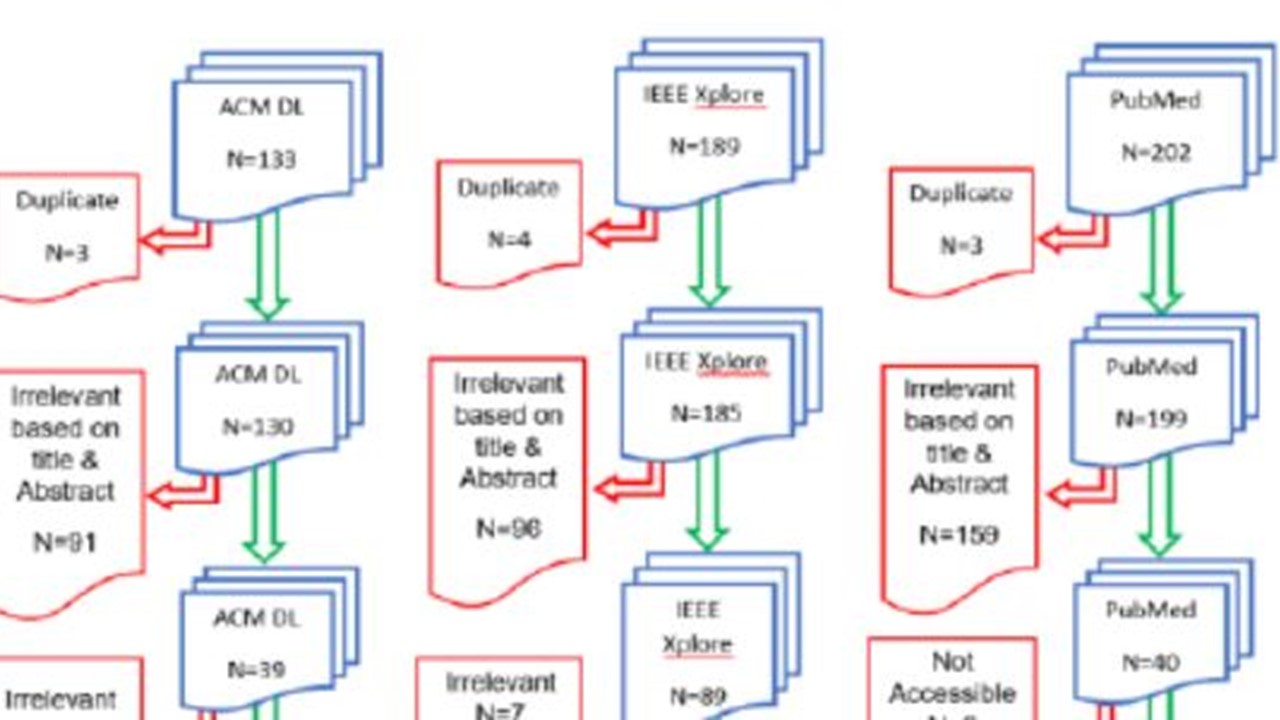 ACM DL
N=133
Duplicate
N=3
ACM DL
N=130
Irrelevant
based on
title &
Abstract
N=91
ACM DL
N=39
Irrelevant
IEEE Xplore
N=189
Duplicate
N=4
IEEE Xplore
N=185
Irrelevant
based on
title &
Abstract
N=96
IEEE
Xplore
N=89
Irrelevant
N=7
PubMed
N=202
Duplicate
N=3
PubMed
N=199
Irrelevant
based on
title &
Abstract
N=159
PubMed
N=40
Not
Accessible